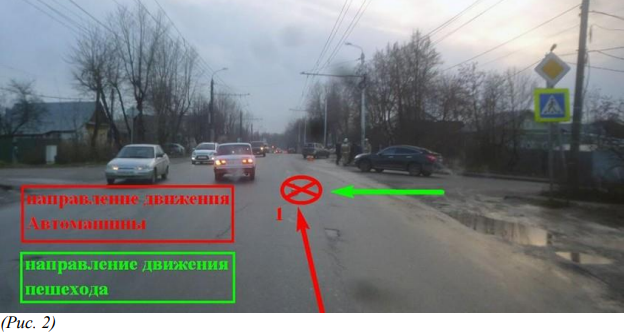 направление движения
Автомашины
1
направление движения
пешехода
(Рис. 2)